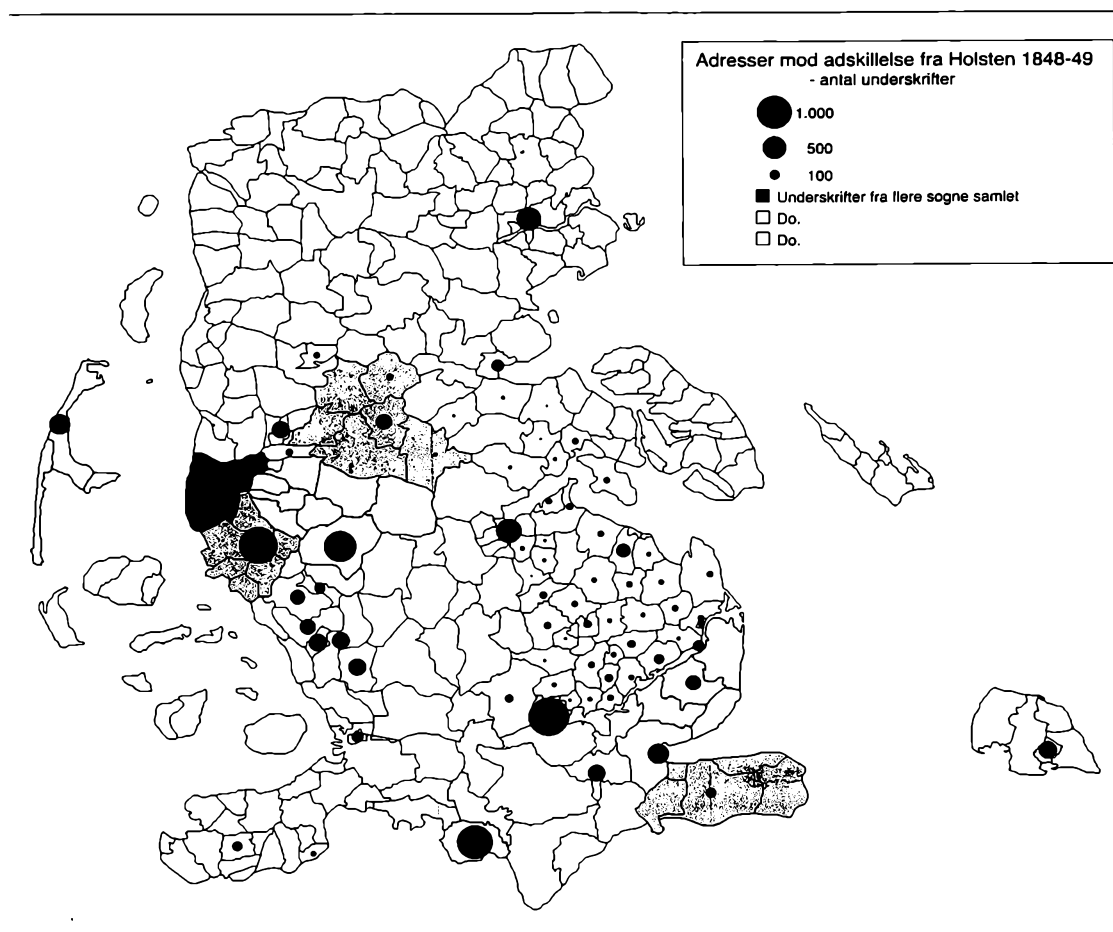 Adresser mod adskillelse fra Holsten 1848-49
- antal underskrifter
1.000
500
100
Underskrifter fra flere sogne samlet
Do.
Do.